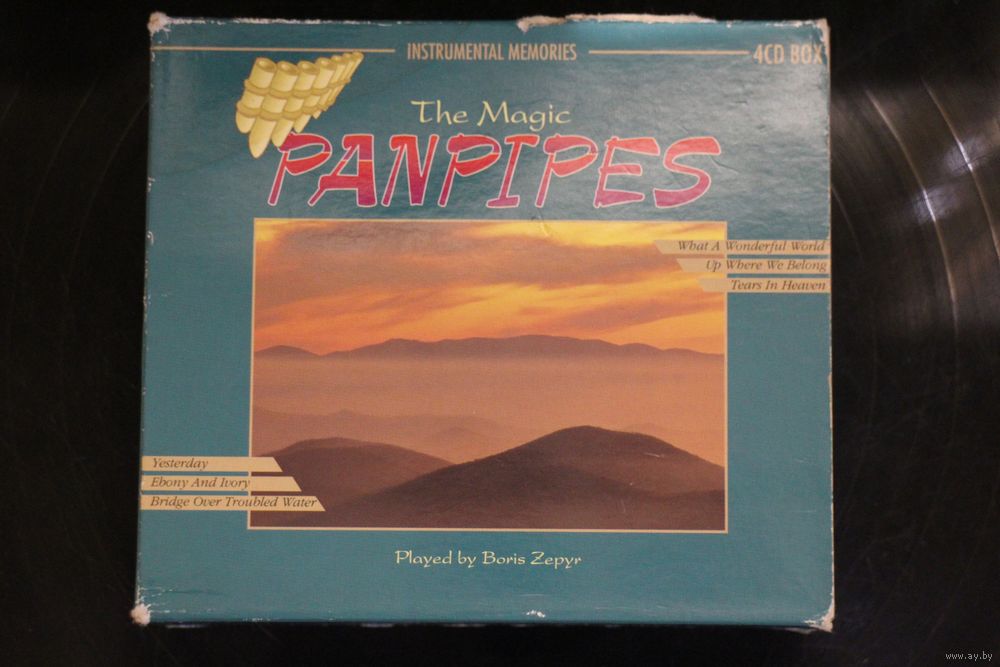 INSTRUMENTAL MEMORIES
4CD BOX
The Magic
PANPIPES
What A Wonderful World
Up Where We Belong
Tears In Heaven
Yesterday
Ebony And Ivory
Bridge Over Troubled Water
Played by Boris Zepyr
www.ay.by